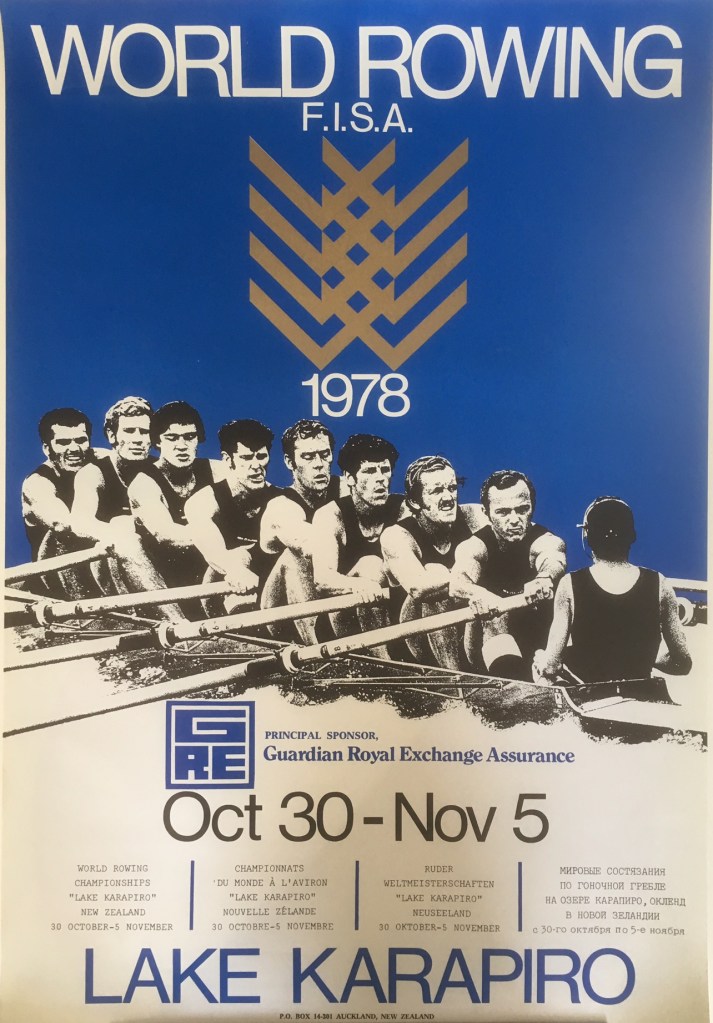 WORLD ROWING
F.I.S.A.
1978
GRE
PRINCIPAL SPONSOR,
Guardian Royal Exchange Assurance
Oct 30 - Nov 5
WORLD ROWING
CHAMPIONSHIPS
"LAKE KARAPIRO"
NEW ZEALAND
30 OCTOBER-5 NOVEMBER
CHAMPIONNATS
DU MONDE À L'AVIRON
"LAKE KARAPIRO"
NOUVELLE ZÉLANDE
30 OCTOBRE-5 NOVEMBRE
RUDER
WELTMEISTERSCHAFTEN
"LAKE KARAPIRO"
NEUSEELAND
30 OKTOBER-5 NOVEMBER
МИРОВЫЕ СОСТЯЗАНИЯ
ПО ГОНОЧНОЙ ГРЕБЛЕ
НА ОЗЕРЕ КАРАПИРО, ОКЛЕНД
В НОВОЙ ЗЕЛАНДИИ
с 30-го октября по 5-е ноября
LAKE KARAPIRO
P.O. BOX 14-201 AUCKLAND, NEW ZEALAND